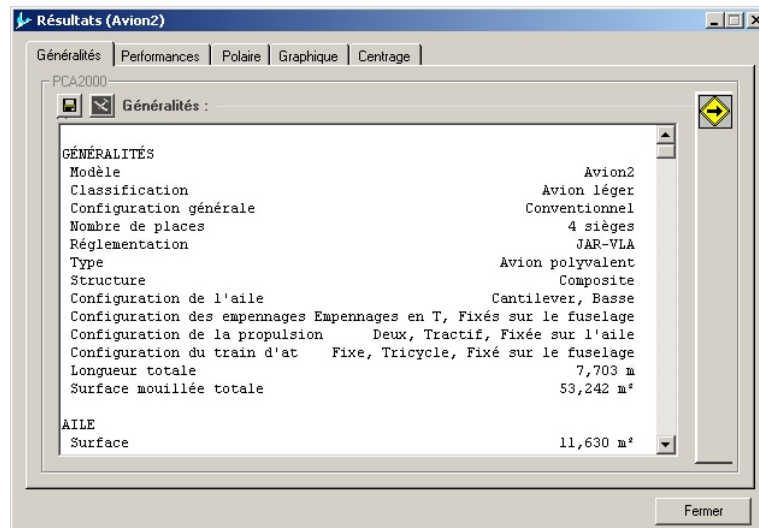 Résultats (Avion2)
Généralités Performances Polaire Graphique Centrage
PCA2000
Généralités :
GÉNÉRALITÉS
Modèle Avion2
Classification Avion léger
Configuration générale Conventionnel
Nombre de places 4 sièges
Réglementation JAR-VLA
Type Avion polyvalent
Structure Composite
Configuration de l'aile Cantilever, Basse
Configuration des empennages Empennages en T, Fixés sur le fuselage
Configuration de la propulsion Deux, Tractif, Fixée sur l'aile
Configuration du train d'at Fixe, Tricycle, Fixé sur le fuselage
Longueur totale 7,703 m
Surface mouillée totale 53,242 m²
AILE
Surface 11,630 m²
Fermer